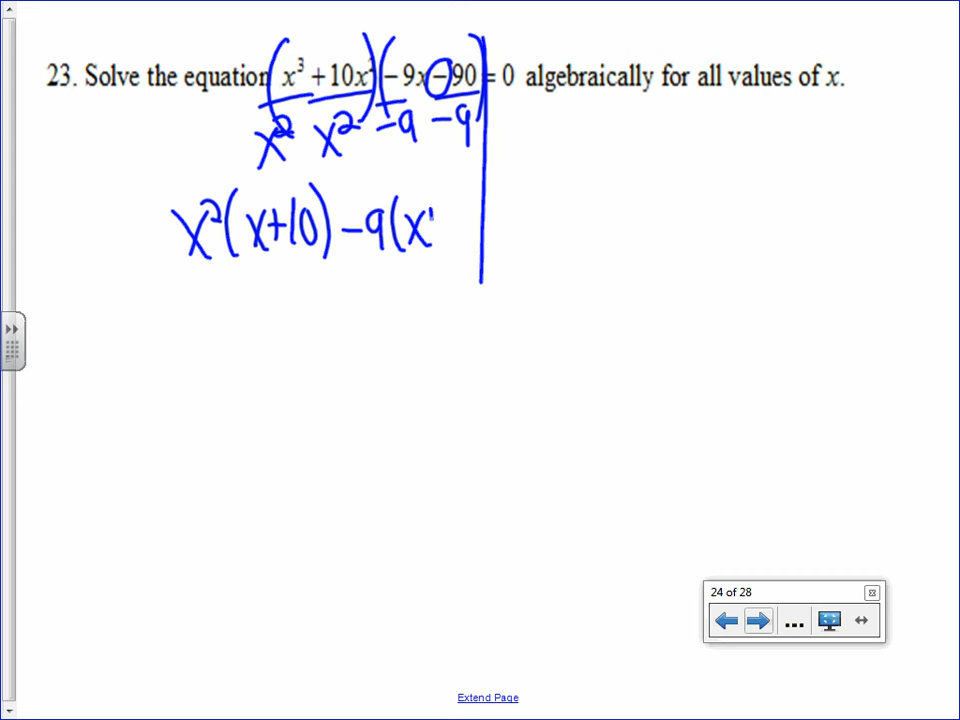 23. Solve the equation x³ + 10x² − 9x − 90 = 0 algebraically for all values of x.
x² x² −9 −9
x²(x+10) −9(x
24 of 28
...
Extend Page